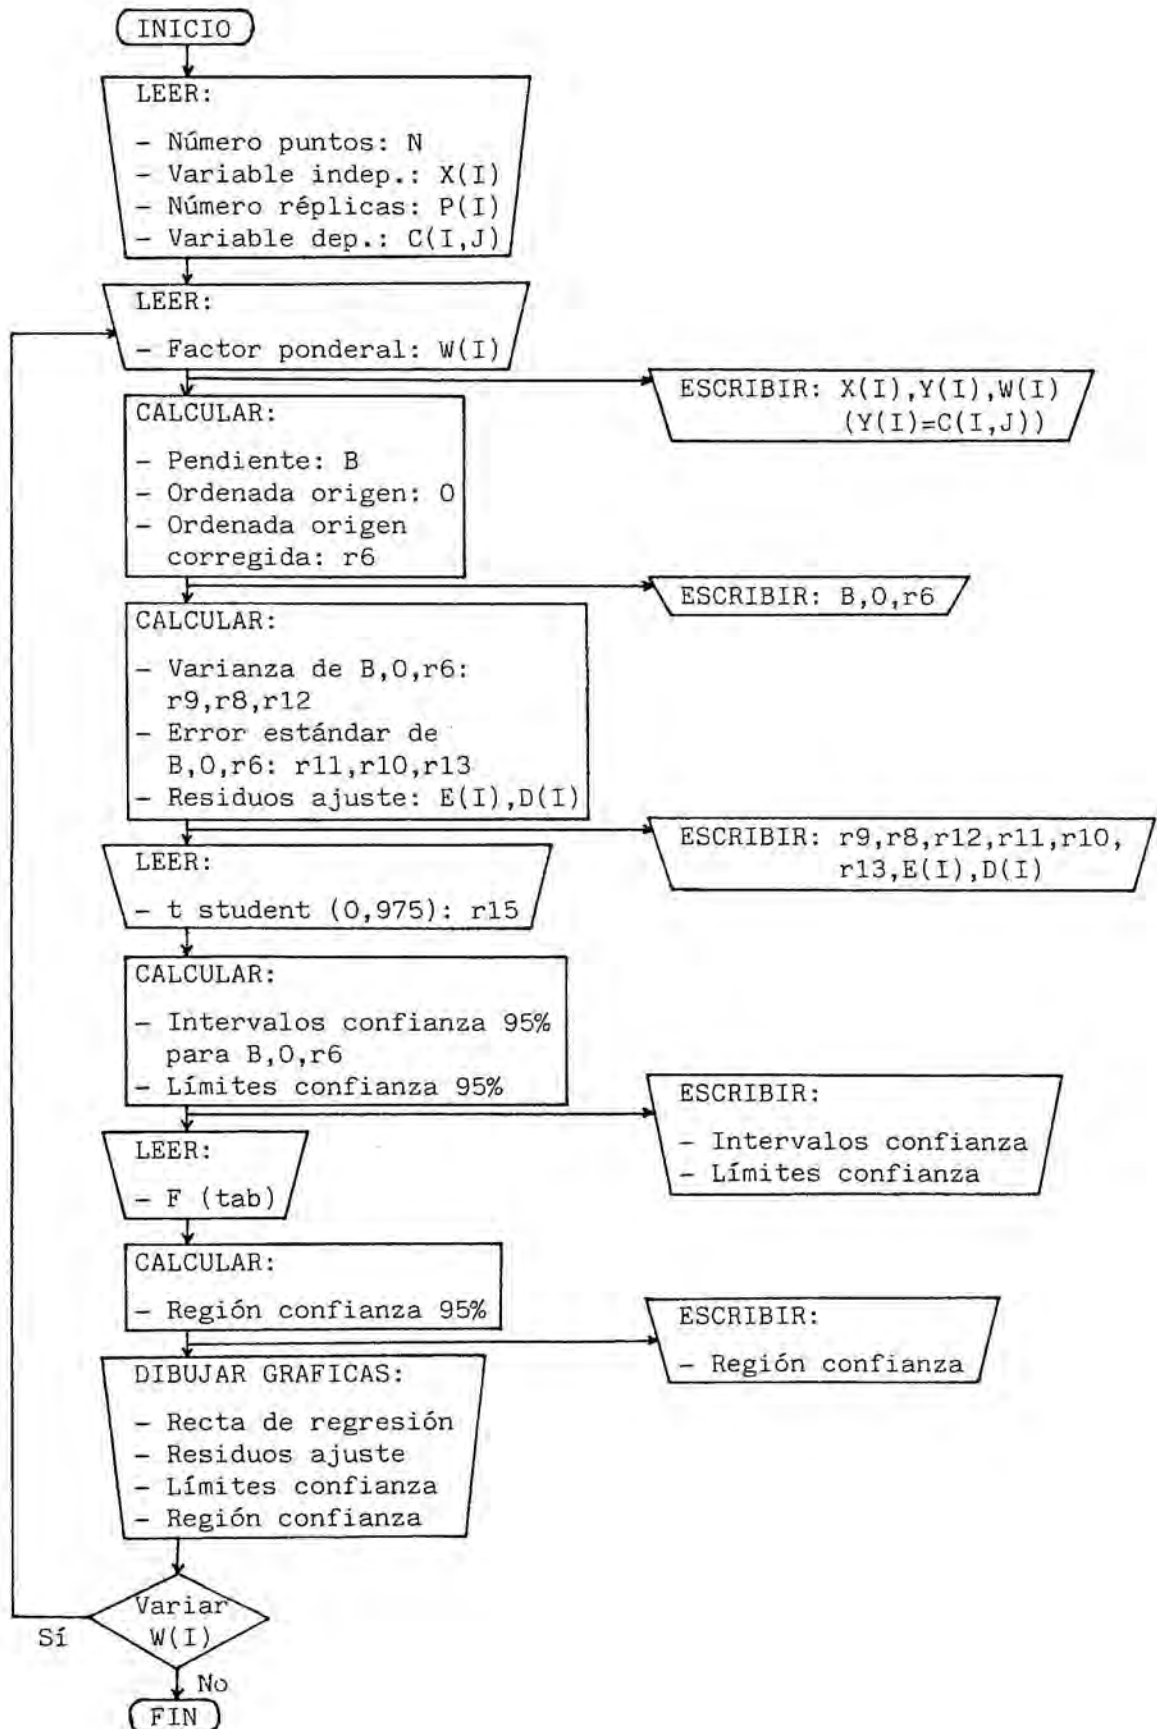 INICIO
LEER:
- Número puntos: N
- Variable indep.: X(I)
- Número réplicas: P(I)
- Variable dep.: C(I,J)
LEER:
- Factor ponderal: W(I)
ESCRIBIR: X(I),Y(I),W(I)
(Y(I)=C(I,J))
CALCULAR:
- Pendiente: B
- Ordenada origen: O
- Ordenada origen
corregida: r6
ESCRIBIR: B,O,r6
CALCULAR:
- Varianza de B,O,r6:
r9,r8,r12
- Error estándar de
B,O,r6: r11,r10,r13
- Residuos ajuste: E(I),D(I)
ESCRIBIR: r9,r8,r12,r11,r10,
r13,E(I),D(I)
LEER:
- t student (0,975): r15
CALCULAR:
- Intervalos confianza 95%
para B,O,r6
- Límites confianza 95%
ESCRIBIR:
- Intervalos confianza
- Límites confianza
LEER:
- F (tab)
CALCULAR:
- Región confianza 95%
ESCRIBIR:
- Región confianza
DIBUJAR GRAFICAS:
- Recta de regresión
- Residuos ajuste
- Límites confianza
- Región confianza
Variar
W(I)
Sí
No
FIN